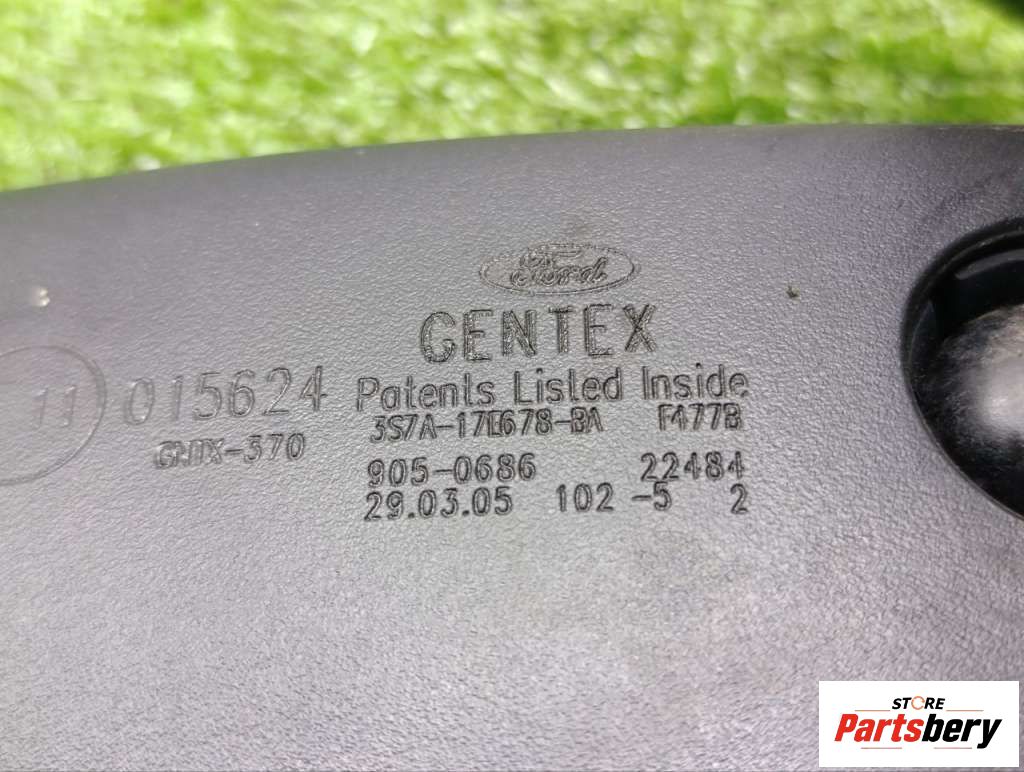 Ford
GENTEX
11 015624 Patents Listed Inside
GNTX-370 3S7A-17E678-BA F477B
905-0686 22484
29.03.05 102 -5 2
STORE
Partsbery